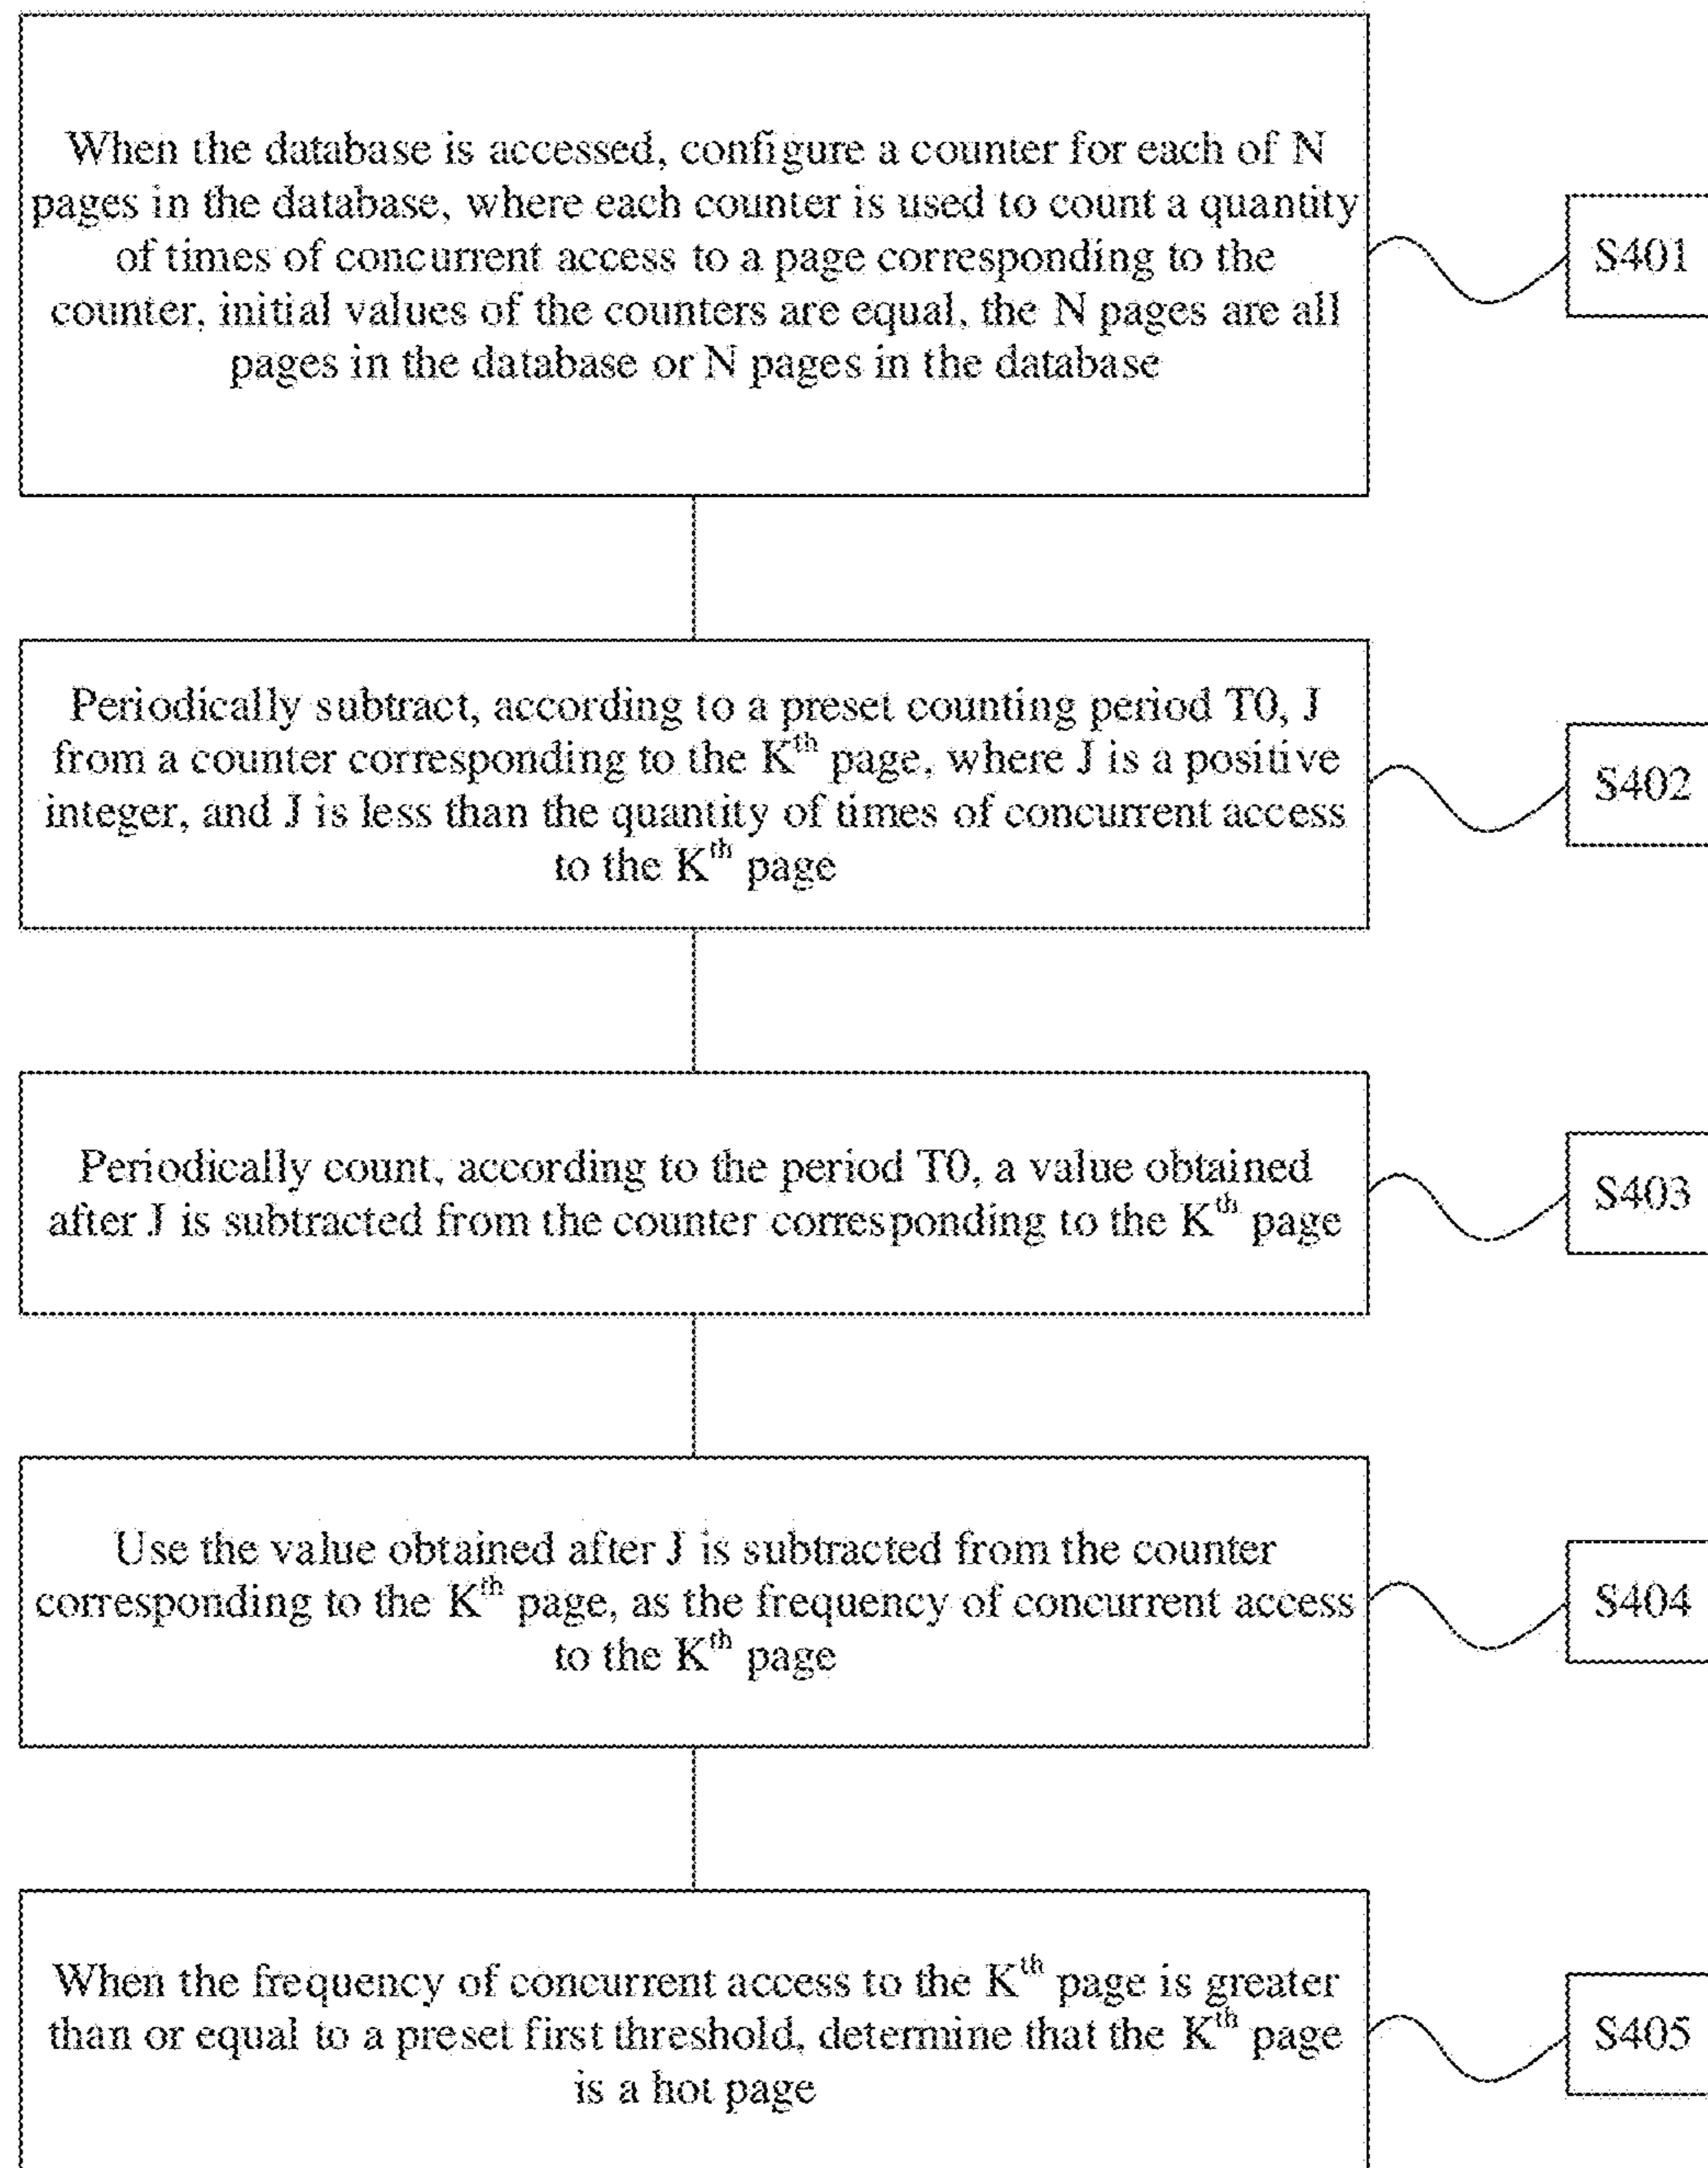 When the database is accessed, configure a counter for each of N
pages in the database, where each counter is used to count a quantity
of times of concurrent access to a page corresponding to the
counter, initial values of the counters are equal, the N pages are all
pages in the database or N pages in the database
S401
Periodically subtract, according to a preset counting period T0, J
from a counter corresponding to the Kth page, where J is a positive
integer, and J is less than the quantity of times of concurrent access
to the Kth page
S402
Periodically count, according to the period T0, a value obtained
after J is subtracted from the counter corresponding to the Kth page
S403
Use the value obtained after J is subtracted from the counter
corresponding to the Kth page, as the frequency of concurrent access
to the Kth page
S404
When the frequency of concurrent access to the Kth page is greater
than or equal to a preset first threshold, determine that the Kth page
is a hot page
S405